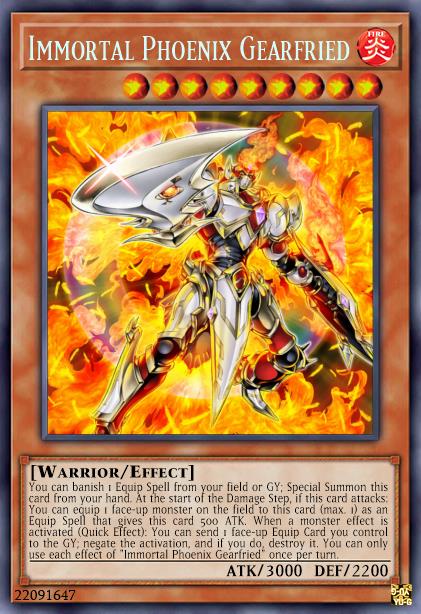 Immortal Phoenix Gearfried
FIRE
炎
[Warrior/Effect]
You can banish 1 Equip Spell from your field or GY; Special Summon
this card from your hand. At the start of the Damage Step, if this card attacks:
You can equip 1 face-up monster on the field to this card (max. 1) as an
Equip Spell that gives this card 500 ATK. When a monster effect is
activated (Quick Effect): You can send 1 face-up Equip Card you control
to the GY; negate the activation, and if you do, destroy it. You can only
use each effect of "Immortal Phoenix Gearfried" once per turn.
ATK/3000 DEF/2200
22091647